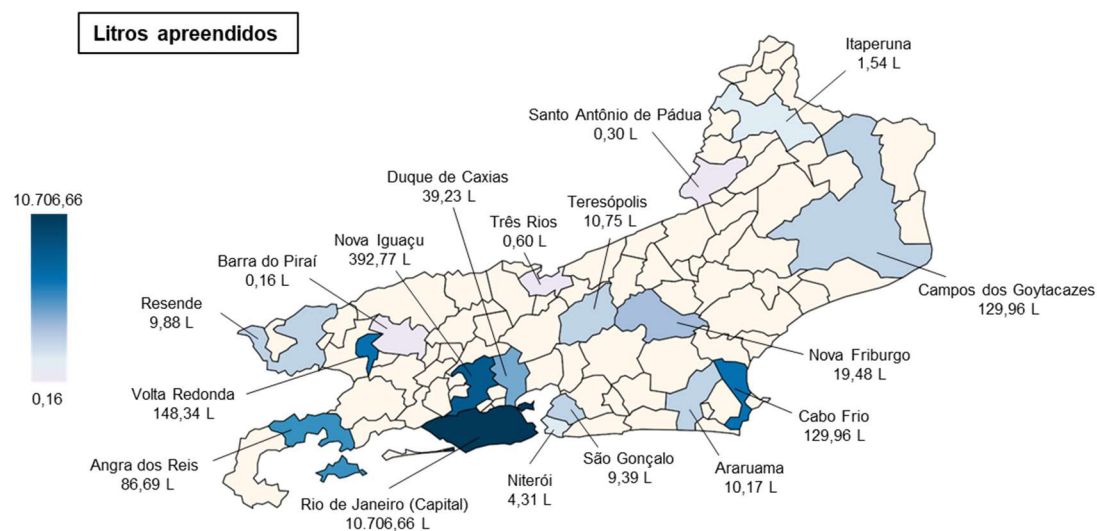 Litros apreendidos
Itaperuna
1,54 L
Santo Antônio de Pádua
0,30 L
Duque de Caxias
39,23 L
Teresópolis
10,75 L
10.706,66
Três Rios
0,60 L
Nova Iguaçu
392,77 L
Barra do Piraí
0,16 L
Resende
9,88 L
Campos dos Goytacazes
129,96 L
Nova Friburgo
19,48 L
0,16
Volta Redonda
148,34 L
Cabo Frio
129,96 L
Angra dos Reis
86,69 L
São Gonçalo
9,39 L
Araruama
10,17 L
Niterói
4,31 L
Rio de Janeiro (Capital)
10.706,66 L